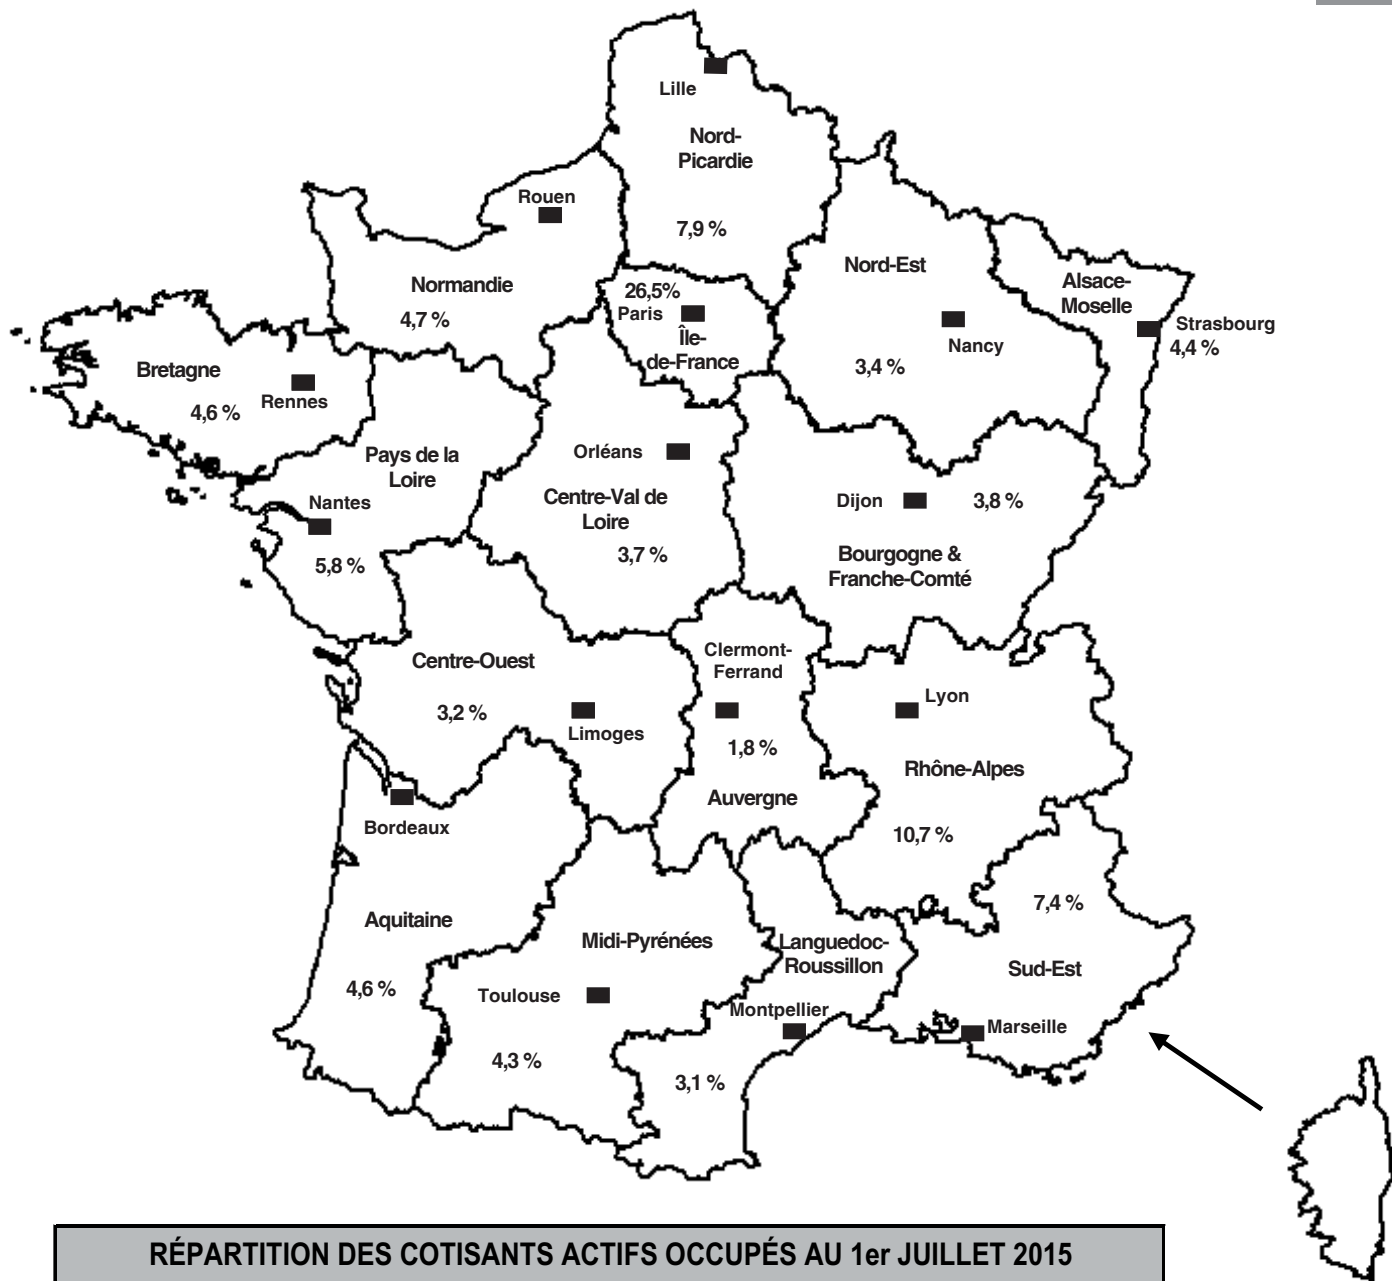 Lille
Nord-
Picardie
7,9 %
Rouen
Normandie
4,7 %
26,5%
Paris
Île-
de-France
Nord-Est
Nancy
3,4 %
Alsace-
Moselle
Strasbourg
4,4 %
Bretagne
Rennes
4,6 %
Pays de la
Loire
Nantes
5,8 %
Orléans
Centre-Val de
Loire
3,7 %
Dijon
3,8 %
Bourgogne &
Franche-Comté
Centre-Ouest
3,2 %
Limoges
Clermont-
Ferrand
1,8 %
Auvergne
Lyon
Rhône-Alpes
10,7 %
Bordeaux
Aquitaine
4,6 %
Midi-Pyrénées
Toulouse
4,3 %
Languedoc-
Roussillon
Montpellier
3,1 %
7,4 %
Sud-Est
Marseille
RÉPARTITION DES COTISANTS ACTIFS OCCUPÉS AU 1er JUILLET 2015